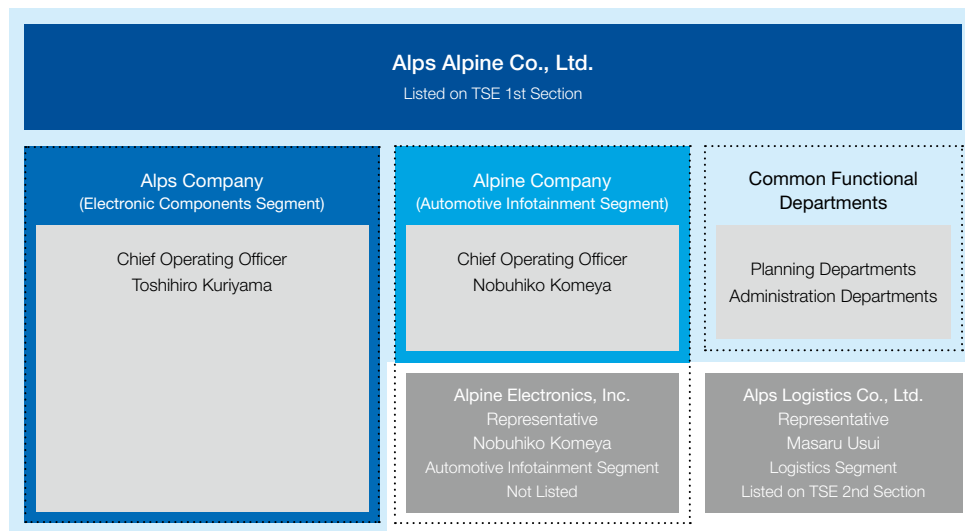 Alps Alpine Co., Ltd.
Listed on TSE 1st Section
Alps Company
(Electronic Components Segment)
Chief Operating Officer
Toshihiro Kuriyama
Alpine Company
(Automotive Infotainment Segment)
Chief Operating Officer
Nobuhiko Komeya
Common Functional
Departments
Planning Departments
Administration Departments
Alpine Electronics, Inc.
Representative
Nobuhiko Komeya
Automotive Infotainment Segment
Not Listed
Alps Logistics Co., Ltd.
Representative
Masaru Usui
Logistics Segment
Listed on TSE 2nd Section